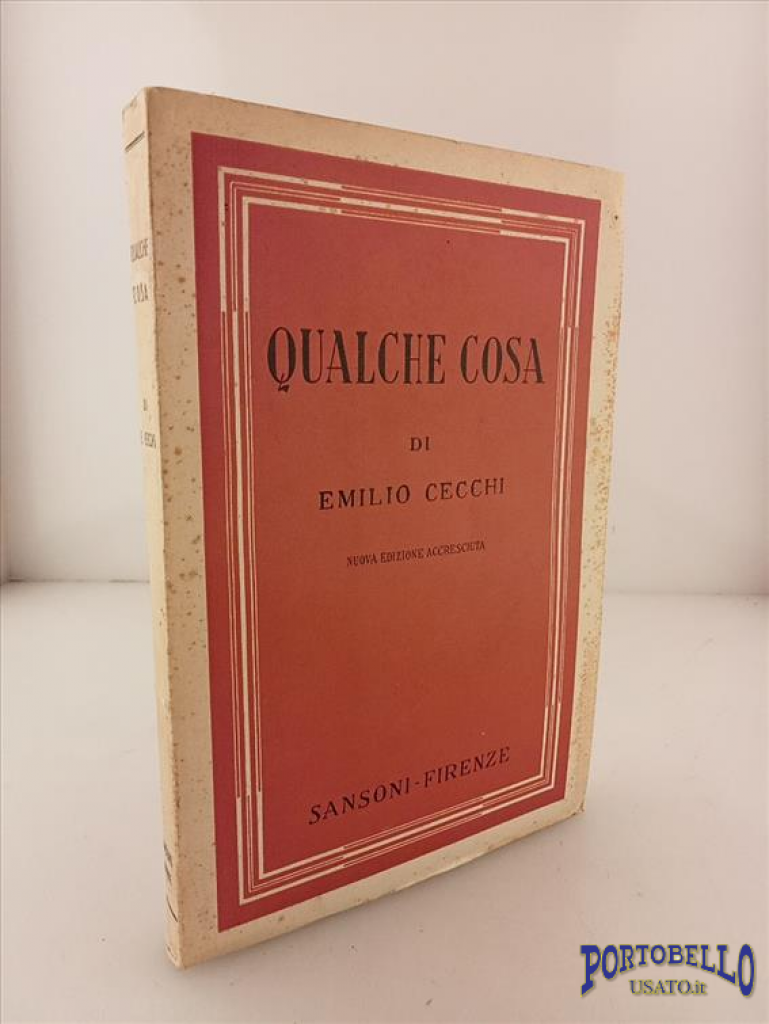 QUALCHE COSA
DI
EMILIO CECCHI
NUOVA EDIZIONE ACCRESCIUTA
SANSONI-FIRENZE
QUALCHE
COSA
DI
PORTOBELLO
USATO.it